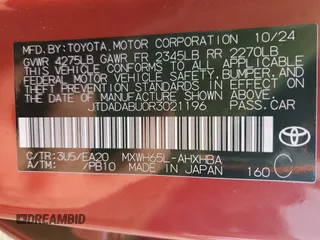 MFD.BY:TOYOTA.MOTOR CORPORATION 10/24
GVWR 4275LB GAWR FR 2345LB RR 2270LB
THIS VEHICLE CONFORMS TO ALL APPLICABLE
FEDERAL MOTOR VEHICLE SAFETY, BUMPER, AND THEFT
PREVENTION STANDARDS IN EFFECT ON THE DATE OF
MANUFACTURE SHOWN ABOVE.
JTDADABU0R3021196 PASS.CAR
C/TR: 3U5/EA20 MXWH65L-AHXHBA
A/TM: /PB10 MADE IN JAPAN 160 C
TOYOTA
DREAMBID